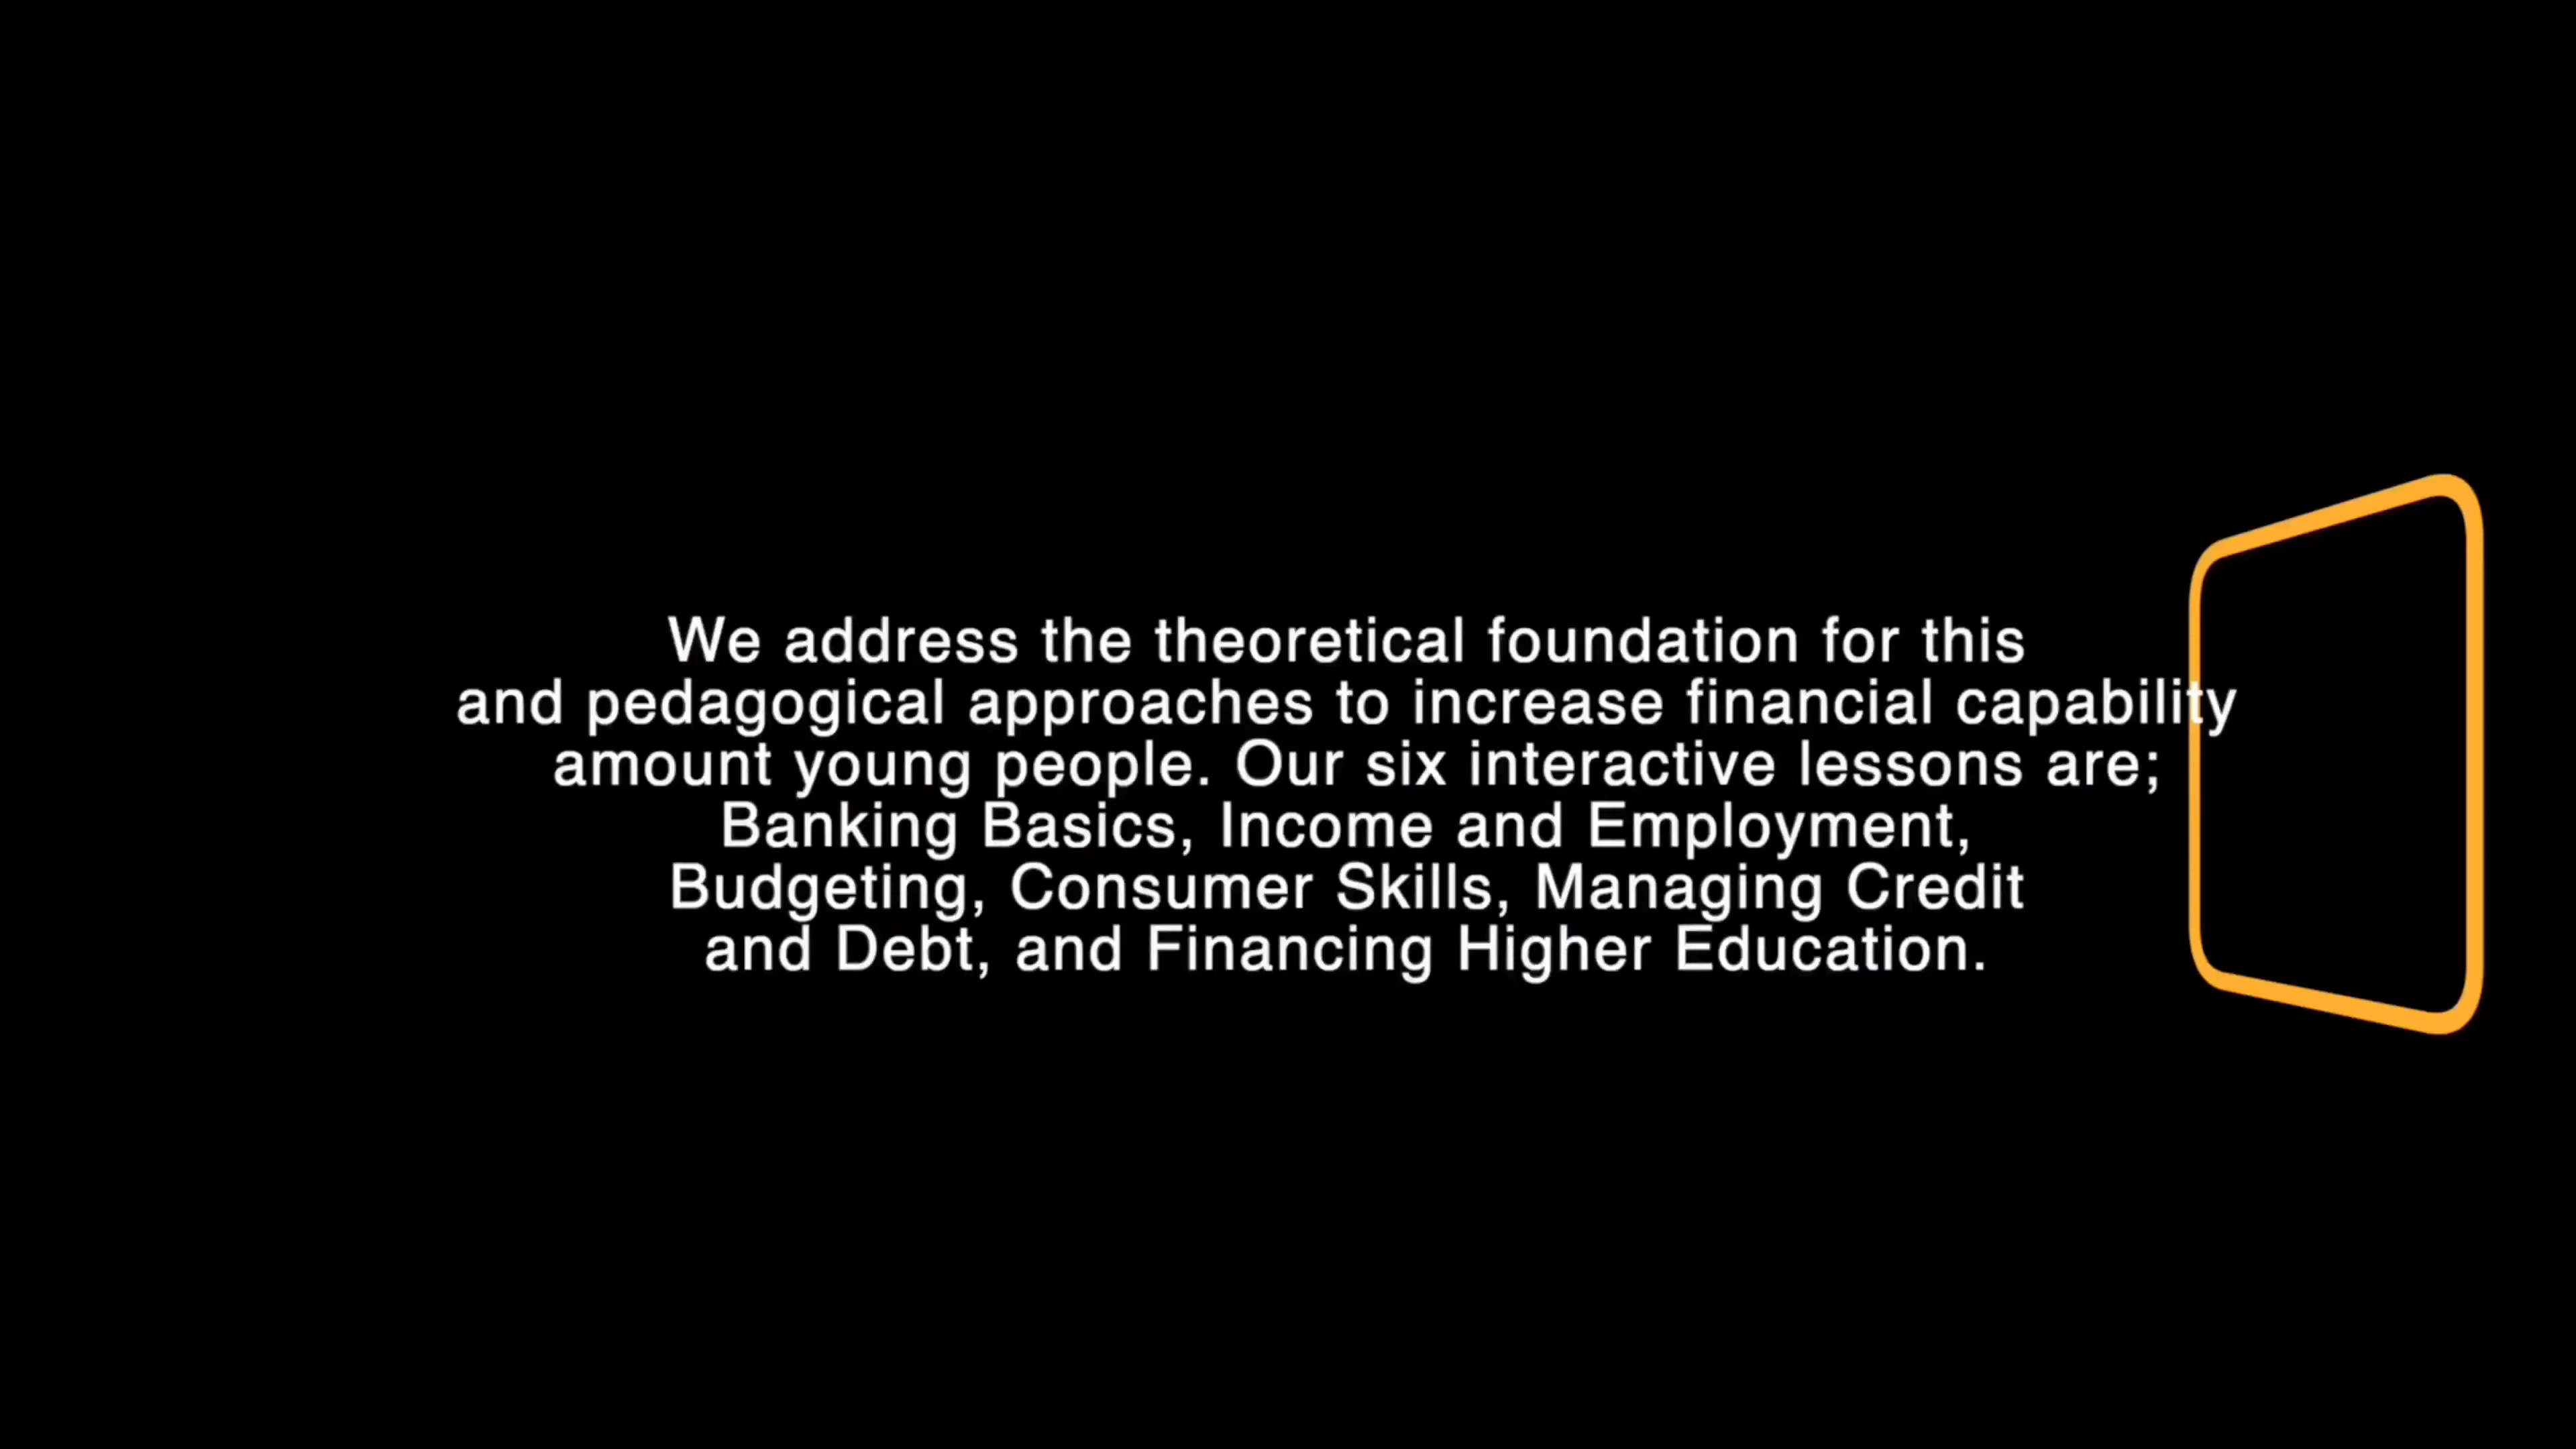 We address the theoretical foundation for this
and pedagogical approaches to increase financial capability
amount young people. Our six interactive lessons are;
Banking Basics, Income and Employment,
Budgeting, Consumer Skills, Managing Credit
and Debt, and Financing Higher Education.